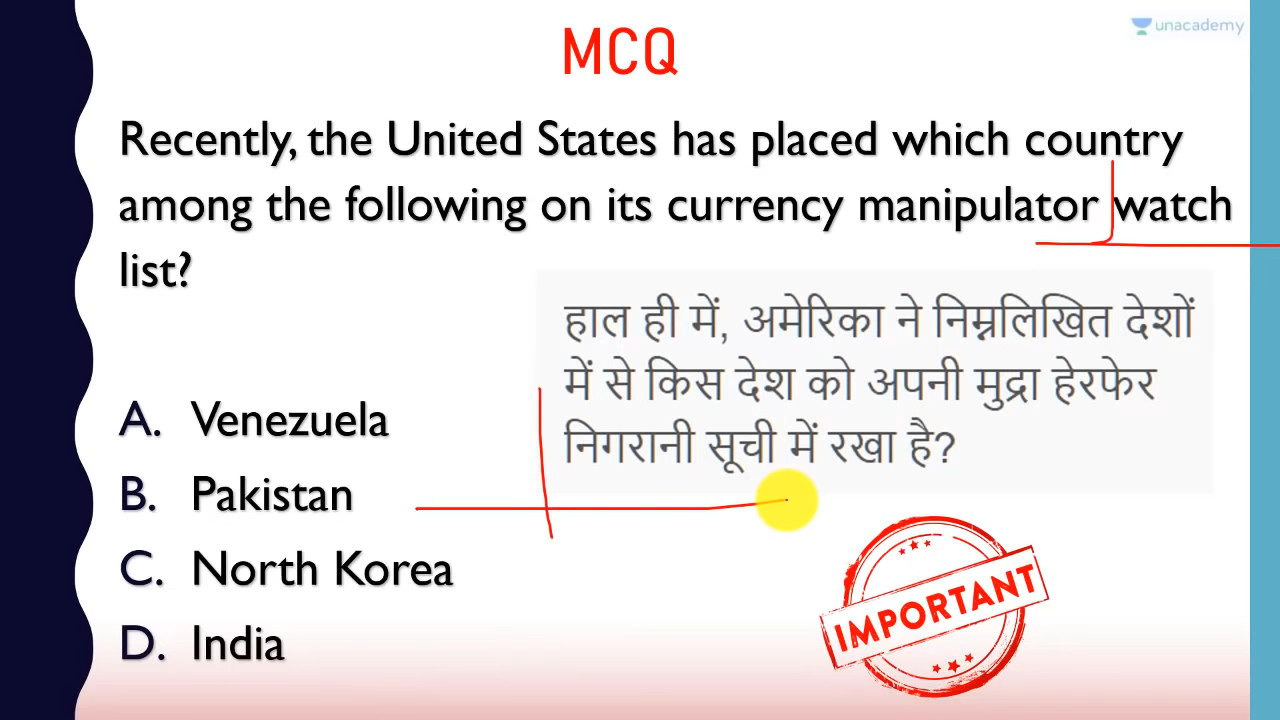 unacademy
MCQ
Recently, the United States has placed which country
among the following on its currency manipulator watch
list?
हाल ही में, अमेरिका ने निम्नलिखित देशों
में से किस देश को अपनी मुद्रा हेरफेर
निगरानी सूची में रखा है?
A. Venezuela
B. Pakistan
C. North Korea
D. India
IMPORTANT